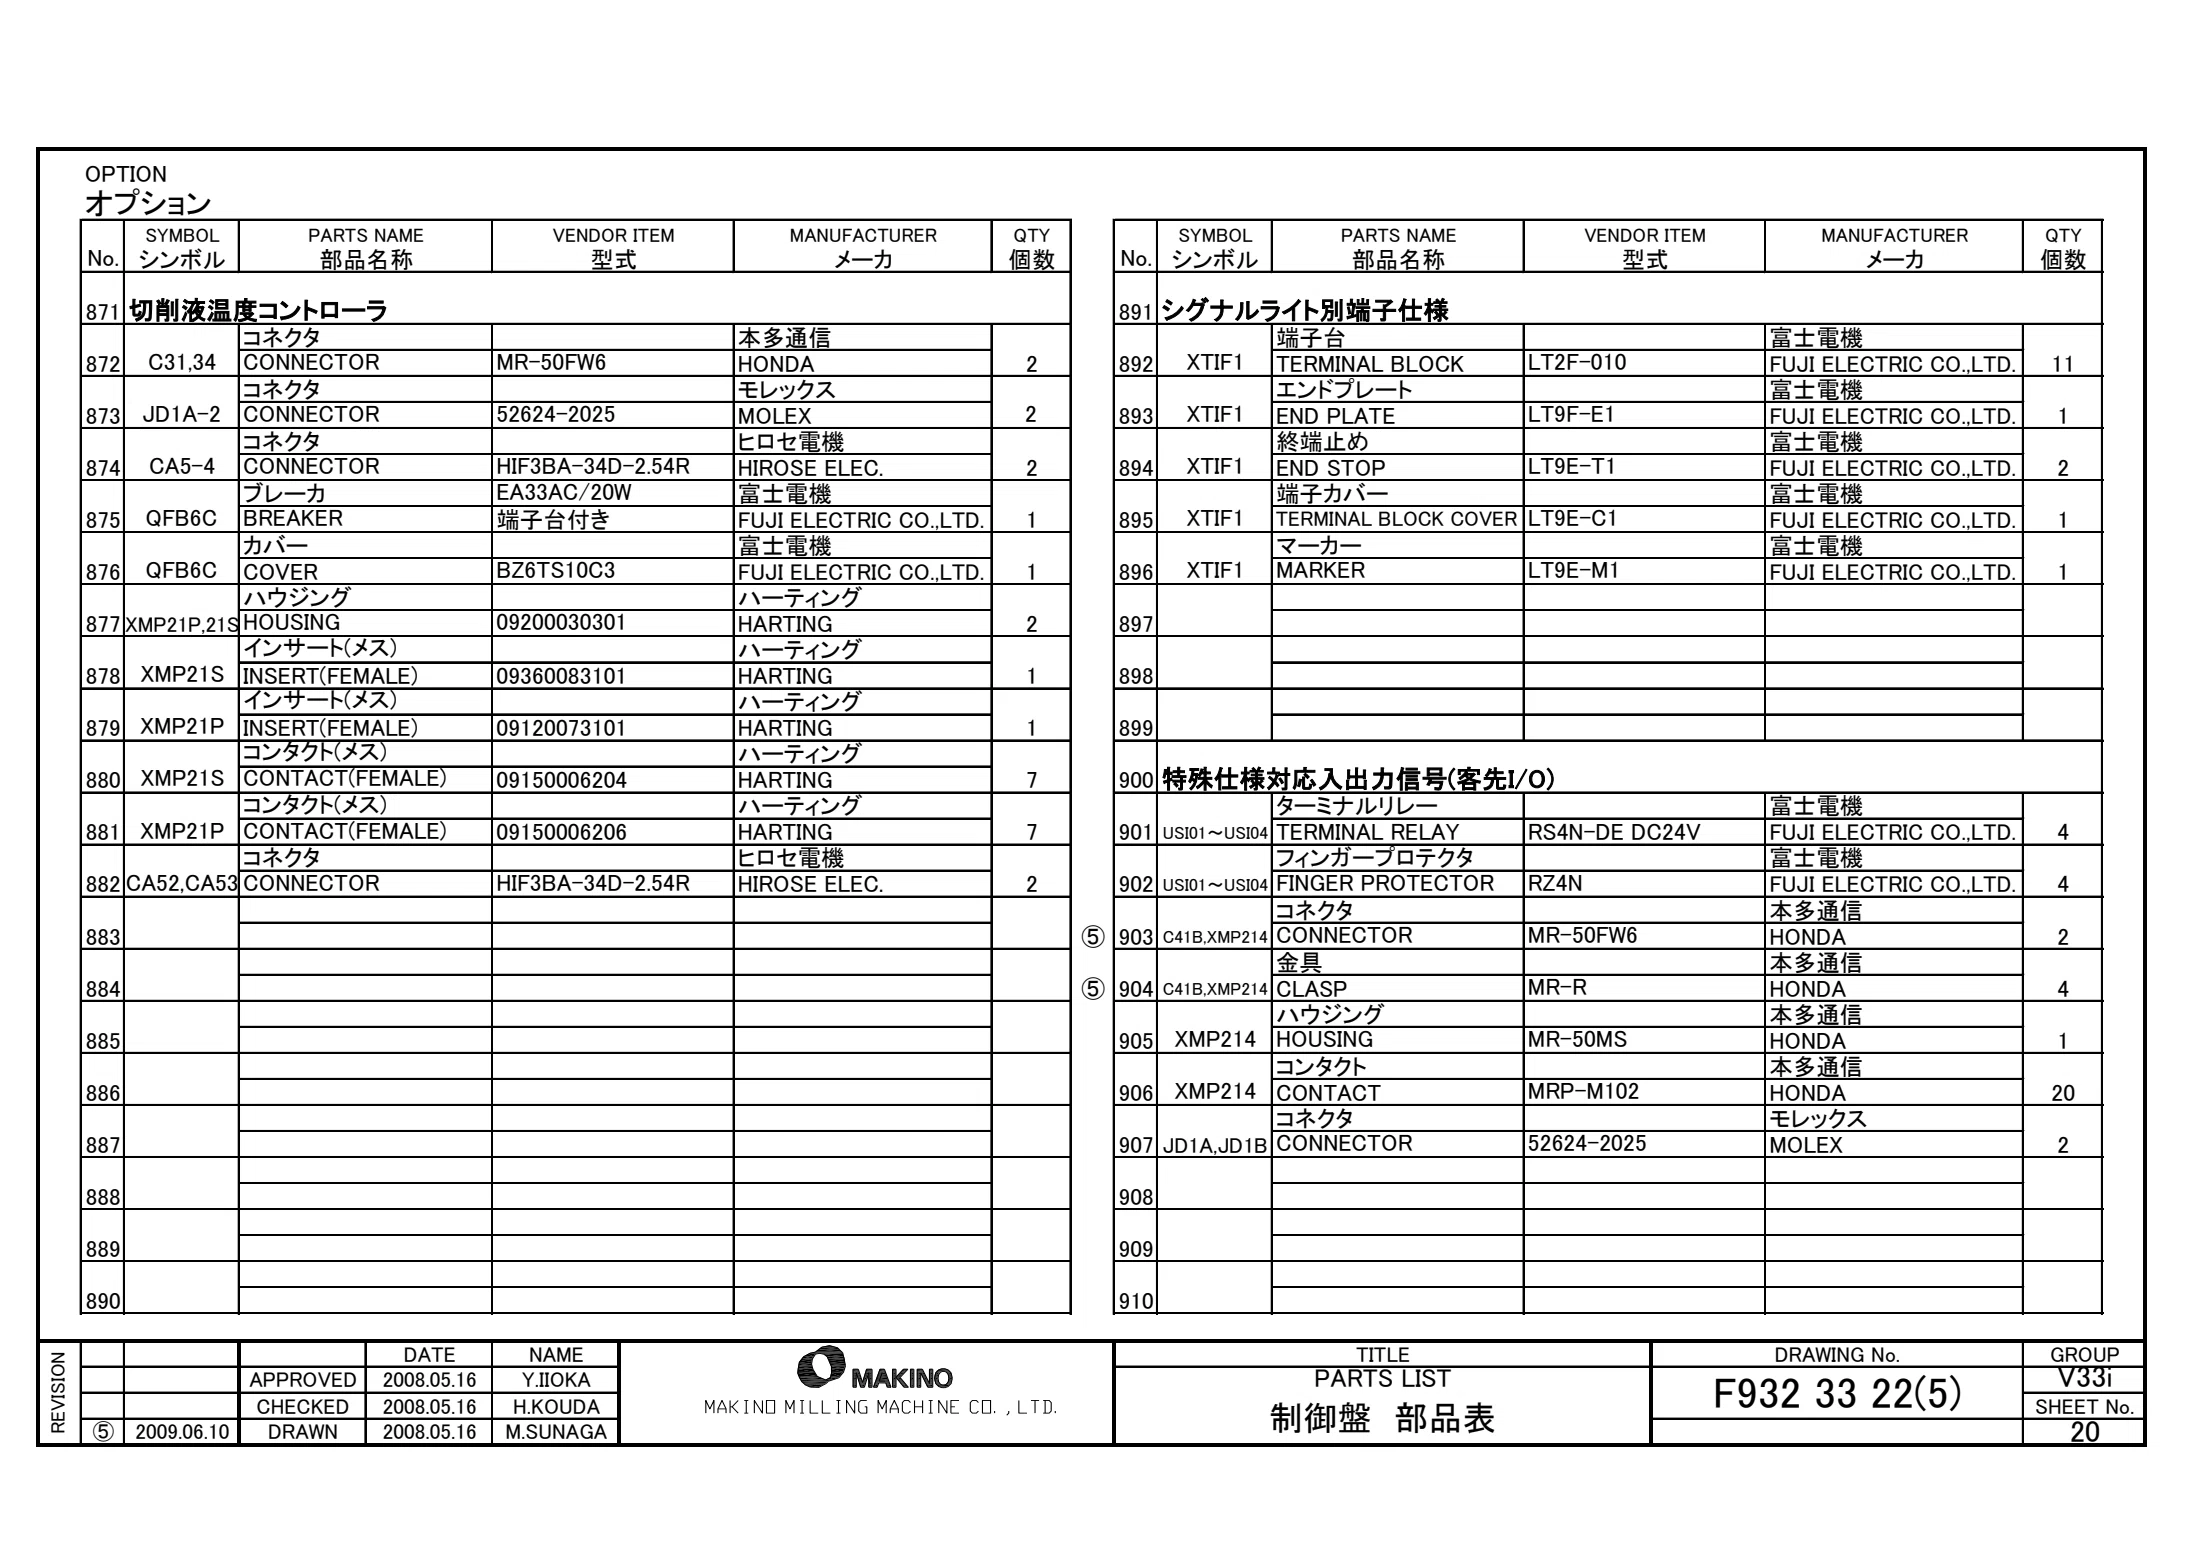 OPTION
オプション
No. SYMBOL シンボル PARTS NAME 部品名称 VENDOR ITEM 型式 MANUFACTURER メーカ QTY 個数
871 切削液温度コントローラ
コネクタ 本多通信
872 C31,34 CONNECTOR MR-50FW6 HONDA 2
コネクタ モレックス
873 JD1A-2 CONNECTOR 52624-2025 MOLEX 2
コネクタ ヒロセ電機
874 CA5-4 CONNECTOR HIF3BA-34D-2.54R HIROSE ELEC. 2
ブレーカ EA33AC/20W 富士電機
875 QFB6C BREAKER 端子台付き FUJI ELECTRIC CO.,LTD. 1
カバー 富士電機
876 QFB6C COVER BZ6TS10C3 FUJI ELECTRIC CO.,LTD. 1
ハウジング ハーティング
877 XMP21P,21S HOUSING 09200030301 HARTING 2
インサート(メス) ハーティング
878 XMP21S INSERT(FEMALE) 09360083101 HARTING 1
インサート(メス) ハーティング
879 XMP21P INSERT(FEMALE) 09120073101 HARTING 1
コンタクト(メス) ハーティング
880 XMP21S CONTACT(FEMALE) 09150006204 HARTING 7
コンタクト(メス) ハーティング
881 XMP21P CONTACT(FEMALE) 09150006206 HARTING 7
コネクタ ヒロセ電機
882 CA52,CA53 CONNECTOR HIF3BA-34D-2.54R HIROSE ELEC. 2
883
884
885
886
887
888
889
890
No. SYMBOL シンボル PARTS NAME 部品名称 VENDOR ITEM 型式 MANUFACTURER メーカ QTY 個数
891 シグナルライト別端子仕様
端子台 富士電機
892 XTIF1 TERMINAL BLOCK LT2F-010 FUJI ELECTRIC CO.,LTD. 11
エンドプレート 富士電機
893 XTIF1 END PLATE LT9F-E1 FUJI ELECTRIC CO.,LTD. 1
終端止め 富士電機
894 XTIF1 END STOP LT9E-T1 FUJI ELECTRIC CO.,LTD. 2
端子カバー 富士電機
895 XTIF1 TERMINAL BLOCK COVER LT9E-C1 FUJI ELECTRIC CO.,LTD. 1
マーカー 富士電機
896 XTIF1 MARKER LT9E-M1 FUJI ELECTRIC CO.,LTD. 1
897
898
899
900 特殊仕様対応入出力信号(客先I/O)
ターミナルリレー 富士電機
901 USI01～USI04 TERMINAL RELAY RS4N-DE DC24V FUJI ELECTRIC CO.,LTD. 4
フィンガープロテクタ 富士電機
902 USI01～USI04 FINGER PROTECTOR RZ4N FUJI ELECTRIC CO.,LTD. 4
コネクタ 本多通信
⑤ 903 C41B,XMP214 CONNECTOR MR-50FW6 HONDA 2
金具 本多通信
⑤ 904 C41B,XMP214 CLASP MR-R HONDA 4
ハウジング 本多通信
905 XMP214 HOUSING MR-50MS HONDA 1
コンタクト 本多通信
906 XMP214 CONTACT MRP-M102 HONDA 20
コネクタ モレックス
907 JD1A,JD1B CONNECTOR 52624-2025 MOLEX 2
908
909
910
REVISION
DATE NAME
APPROVED 2008.05.16 Y.IIOKA
CHECKED 2008.05.16 H.KOUDA
⑤ 2009.06.10 DRAWN 2008.05.16 M.SUNAGA
MAKINO
MAKINO MILLING MACHINE CO. , LTD.
TITLE
PARTS LIST
制御盤 部品表
DRAWING No.
F932 33 22(5)
GROUP
V33i
SHEET No.
20